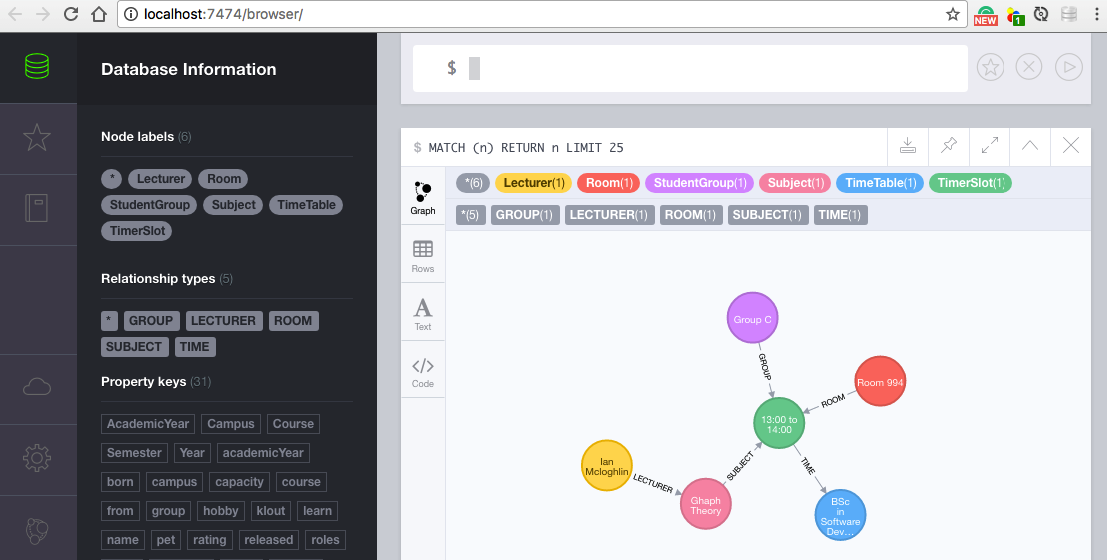 localhost:7474/browser/
NEW
1
Database Information
$
Node labels (6)
* Lecturer Room
StudentGroup Subject TimeTable
TimerSlot
Relationship types (5)
* GROUP LECTURER ROOM
SUBJECT TIME
Property keys (31)
AcademicYear Campus Course
Semester Year academicYear
born campus capacity course
from group hobby klout learn
name pet rating released roles
$ MATCH (n) RETURN n LIMIT 25
*(6) Lecturer(1) Room(1) StudentGroup(1) Subject(1) TimeTable(1) TimerSlot(1)
*(5) GROUP(1) LECTURER(1) ROOM(1) SUBJECT(1) TIME(1)
Graph
Rows
A
Text
</>
Code
Group C
GROUP
Room 994
ROOM
13:00 to
14:00
Ian
Mcloghlin
LECTURER
SUBJECT
TIME
Ghaph
Theory
BSc
in
Software
Dev...